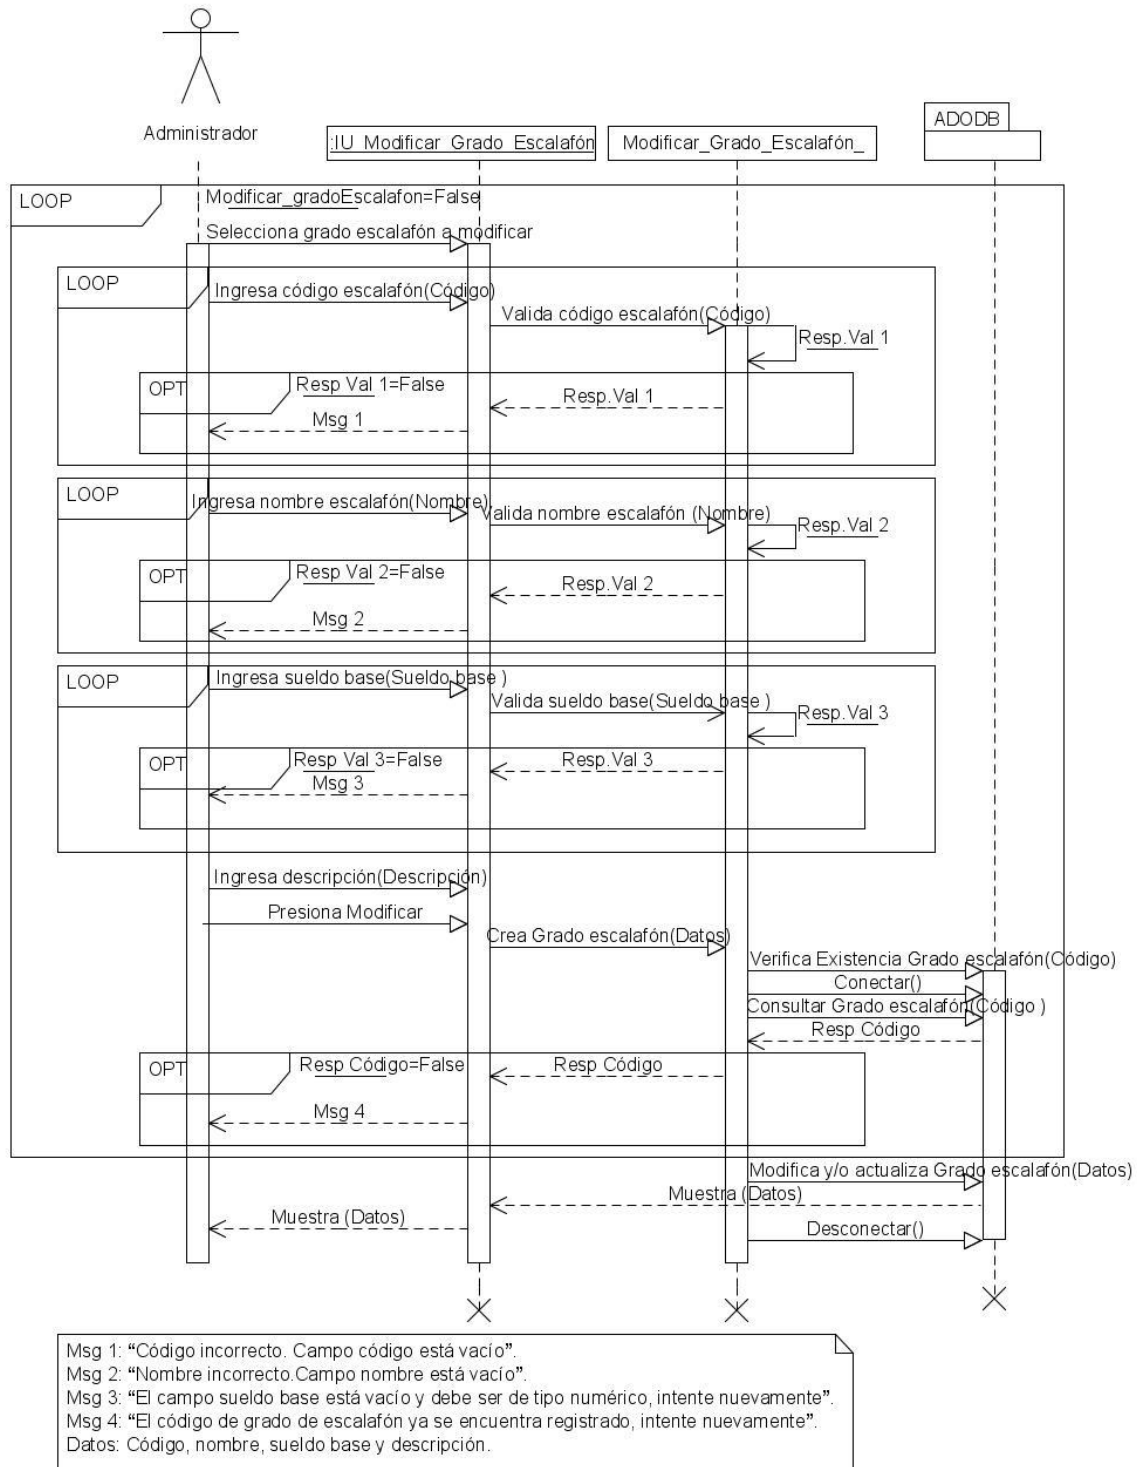 Administrador
:IU_Modificar_Grado_Escalafón
Modificar_Grado_Escalafón_
ADODB
LOOP
Modificar_gradoEscalafon=False
Selecciona grado escalafón a modificar
LOOP
Ingresa código escalafón(Código)
Valida código escalafón(Código)
Resp.Val 1
OPT
Resp Val 1=False
Resp.Val 1
Msg 1
LOOP
Ingresa nombre escalafón(Nombre)
Valida nombre escalafón (Nombre)
Resp.Val 2
OPT
Resp Val 2=False
Resp.Val 2
Msg 2
LOOP
Ingresa sueldo base(Sueldo base )
Valida sueldo base(Sueldo base )
Resp.Val 3
OPT
Resp Val 3=False
Resp.Val 3
Msg 3
Ingresa descripción(Descripción)
Presiona Modificar
Crea Grado escalafón(Datos)
Verifica Existencia Grado escalafón(Código)
Conectar()
Consultar Grado escalafón(Código )
Resp Código
OPT
Resp Código=False
Resp Código
Msg 4
Modifica y/o actualiza Grado escalafón(Datos)
Muestra (Datos)
Muestra (Datos)
Desconectar()
Msg 1: “Código incorrecto. Campo código está vacío”.
Msg 2: “Nombre incorrecto.Campo nombre está vacío”.
Msg 3: “El campo sueldo base está vacío y debe ser de tipo numérico, intente nuevamente”.
Msg 4: “El código de grado de escalafón ya se encuentra registrado, intente nuevamente”.
Datos: Código, nombre, sueldo base y descripción.